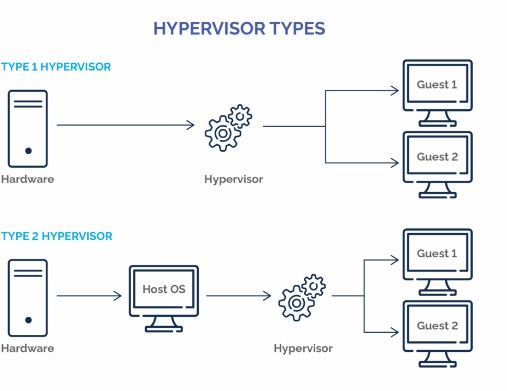 HYPERVISOR TYPES
TYPE 1 HYPERVISOR
Guest 1
Guest 2
Hardware
Hypervisor
TYPE 2 HYPERVISOR
Guest 1
Host OS
Guest 2
Hardware
Hypervisor